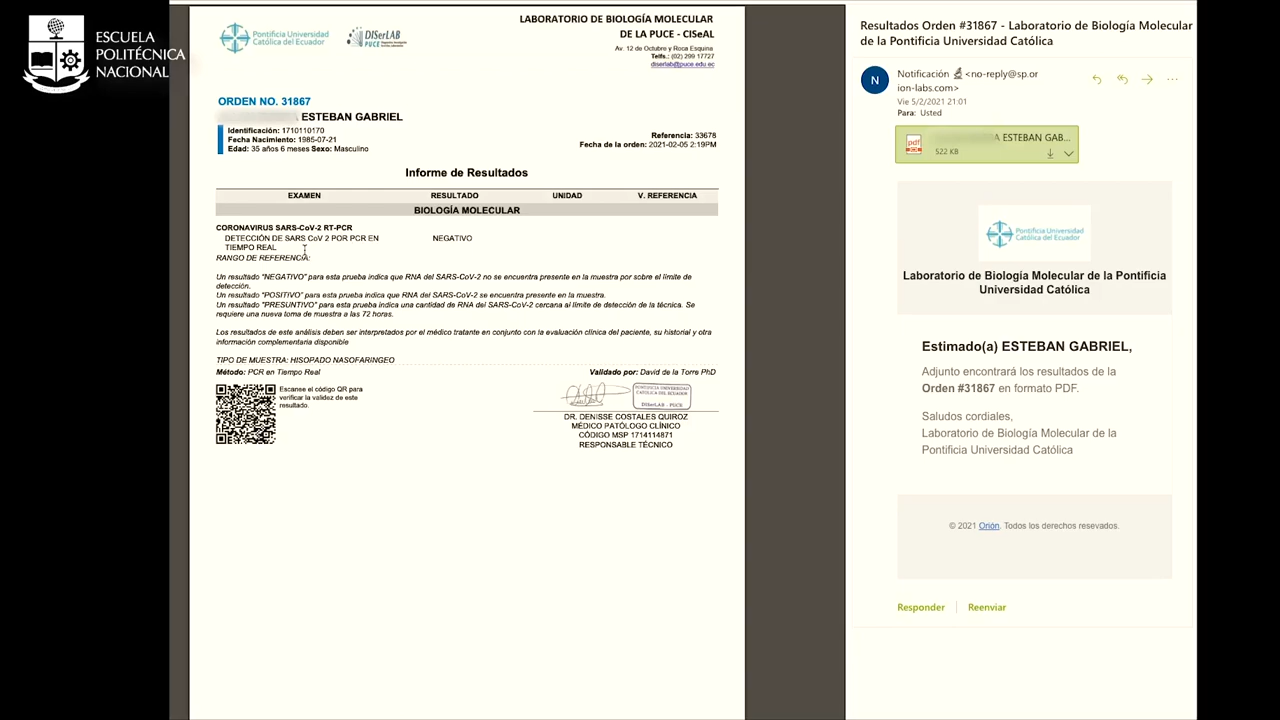 ESCUELA
POLITÉCNICA
NACIONAL
Pontificia Universidad
Católica del Ecuador
DISerLAB
PUCE
LABORATORIO DE BIOLOGÍA MOLECULAR
DE LA PUCE - CISeAL
Av. 12 de Octubre y Roca Esquina
Telfs.: (02) 299 17727
diserlab@puce.edu.ec
ORDEN NO. 31867
ESTEBAN GABRIEL
Identificación: 1710110170
Fecha Nacimiento: 1985-07-21
Edad: 35 años 6 meses Sexo: Masculino
Referencia: 33678
Fecha de la orden: 2021-02-05 2:19PM
Informe de Resultados
EXAMEN RESULTADO UNIDAD V. REFERENCIA
BIOLOGÍA MOLECULAR
CORONAVIRUS SARS-CoV-2 RT-PCR
DETECCIÓN DE SARS CoV 2 POR PCR EN NEGATIVO
TIEMPO REAL
RANGO DE REFERENCIA:
Un resultado "NEGATIVO" para esta prueba indica que RNA del SARS-CoV-2 no se encuentra presente en la muestra por sobre el límite de
detección.
Un resultado "POSITIVO" para esta prueba indica que RNA del SARS-CoV-2 se encuentra presente en la muestra.
Un resultado "PRESUNTIVO" para esta prueba indica una cantidad de RNA del SARS-CoV-2 cercana al límite de detección de la técnica. Se
requiere una nueva toma de muestra a las 72 horas.
Los resultados de este análisis deben ser interpretados por el médico tratante en conjunto con la evaluación clínica del paciente, su historial y otra
información complementaria disponible
TIPO DE MUESTRA: HISOPADO NASOFARINGEO
Método: PCR en Tiempo Real
Validado por: David de la Torre PhD
Escanee el código QR para
verificar la validez de este
resultado.
PONTIFICIA UNIVERSIDAD
CATÓLICA DEL ECUADOR
DISerLAB - PUCE
DR. DENISSE COSTALES QUIROZ
MÉDICO PATÓLOGO CLÍNICO
CÓDIGO MSP 1714114871
RESPONSABLE TÉCNICO
Resultados Orden #31867 - Laboratorio de Biología Molecular
de la Pontificia Universidad Católica
N
Notificación <no-reply@sp.or
ion-labs.com>
Vie 5/2/2021 21:01
Para: Usted
pdf
A ESTEBAN GAB...
522 KB
Pontificia Universidad
Católica del Ecuador
Laboratorio de Biología Molecular de la Pontificia
Universidad Católica
Estimado(a) ESTEBAN GABRIEL,
Adjunto encontrará los resultados de la
Orden #31867 en formato PDF.
Saludos cordiales,
Laboratorio de Biología Molecular de la
Pontificia Universidad Católica
© 2021 Orión. Todos los derechos resevados.
Responder
Reenviar